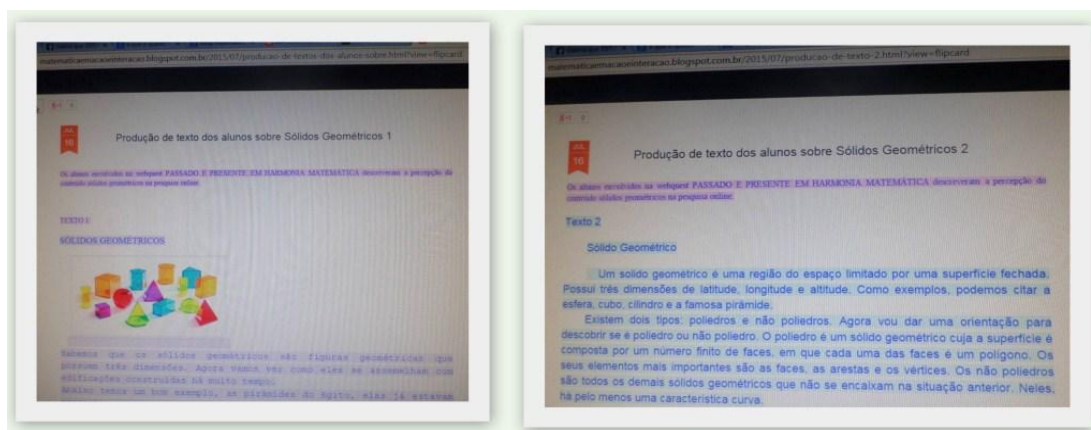 matematicaemacaoeinteracao.blogspot.com.br/2015/07/producao-de-textos-dos-alunos-sobre.html?view=flipcard
JUL
16
Produção de texto dos alunos sobre Sólidos Geométricos 1
Os alunos envolvidos na webquest PASSADO E PRESENTE EM HARMONIA MATEMÁTICA descreveram a percepção do
conteúdo sólidos geométricos na pesquisa online.
TEXTO 1:
SÓLIDOS GEOMÉTRICOS
Sabemos que os sólidos geométricos são figuras geométricas que
possuem três dimensões. Agora vamos ver como eles se assemelham com
edificações construídas há muito tempo.
Abaixo temos um bom exemplo, as pirâmides do Egito, elas já estavam
matematicaemacaoeinteracao.blogspot.com.br/2015/07/producao-de-texto-2.html?view=flipcard
JUL
16
Produção de texto dos alunos sobre Sólidos Geométricos 2
Os alunos envolvidos na webquest PASSADO E PRESENTE EM HARMONIA MATEMÁTICA descreveram a percepção do
conteúdo sólidos geométricos na pesquisa online.
Texto 2
Sólido Geométrico
Um solido geométrico é uma região do espaço limitado por uma superfície fechada.
Possui três dimensões de latitude, longitude e altitude. Como exemplos, podemos citar a
esfera, cubo, cilindro e a famosa pirâmide.
Existem dois tipos: poliedros e não poliedros. Agora vou dar uma orientação para
descobrir se é poliedro ou não poliedro. O poliedro é um sólido geométrico cuja a superfície é
composta por um número finito de faces, em que cada uma das faces é um polígono. Os
seus elementos mais importantes são as faces, as arestas e os vértices. Os não poliedros
são todos os demais sólidos geométricos que não se encaixam na situação anterior. Neles,
há pelo menos uma característica curva.